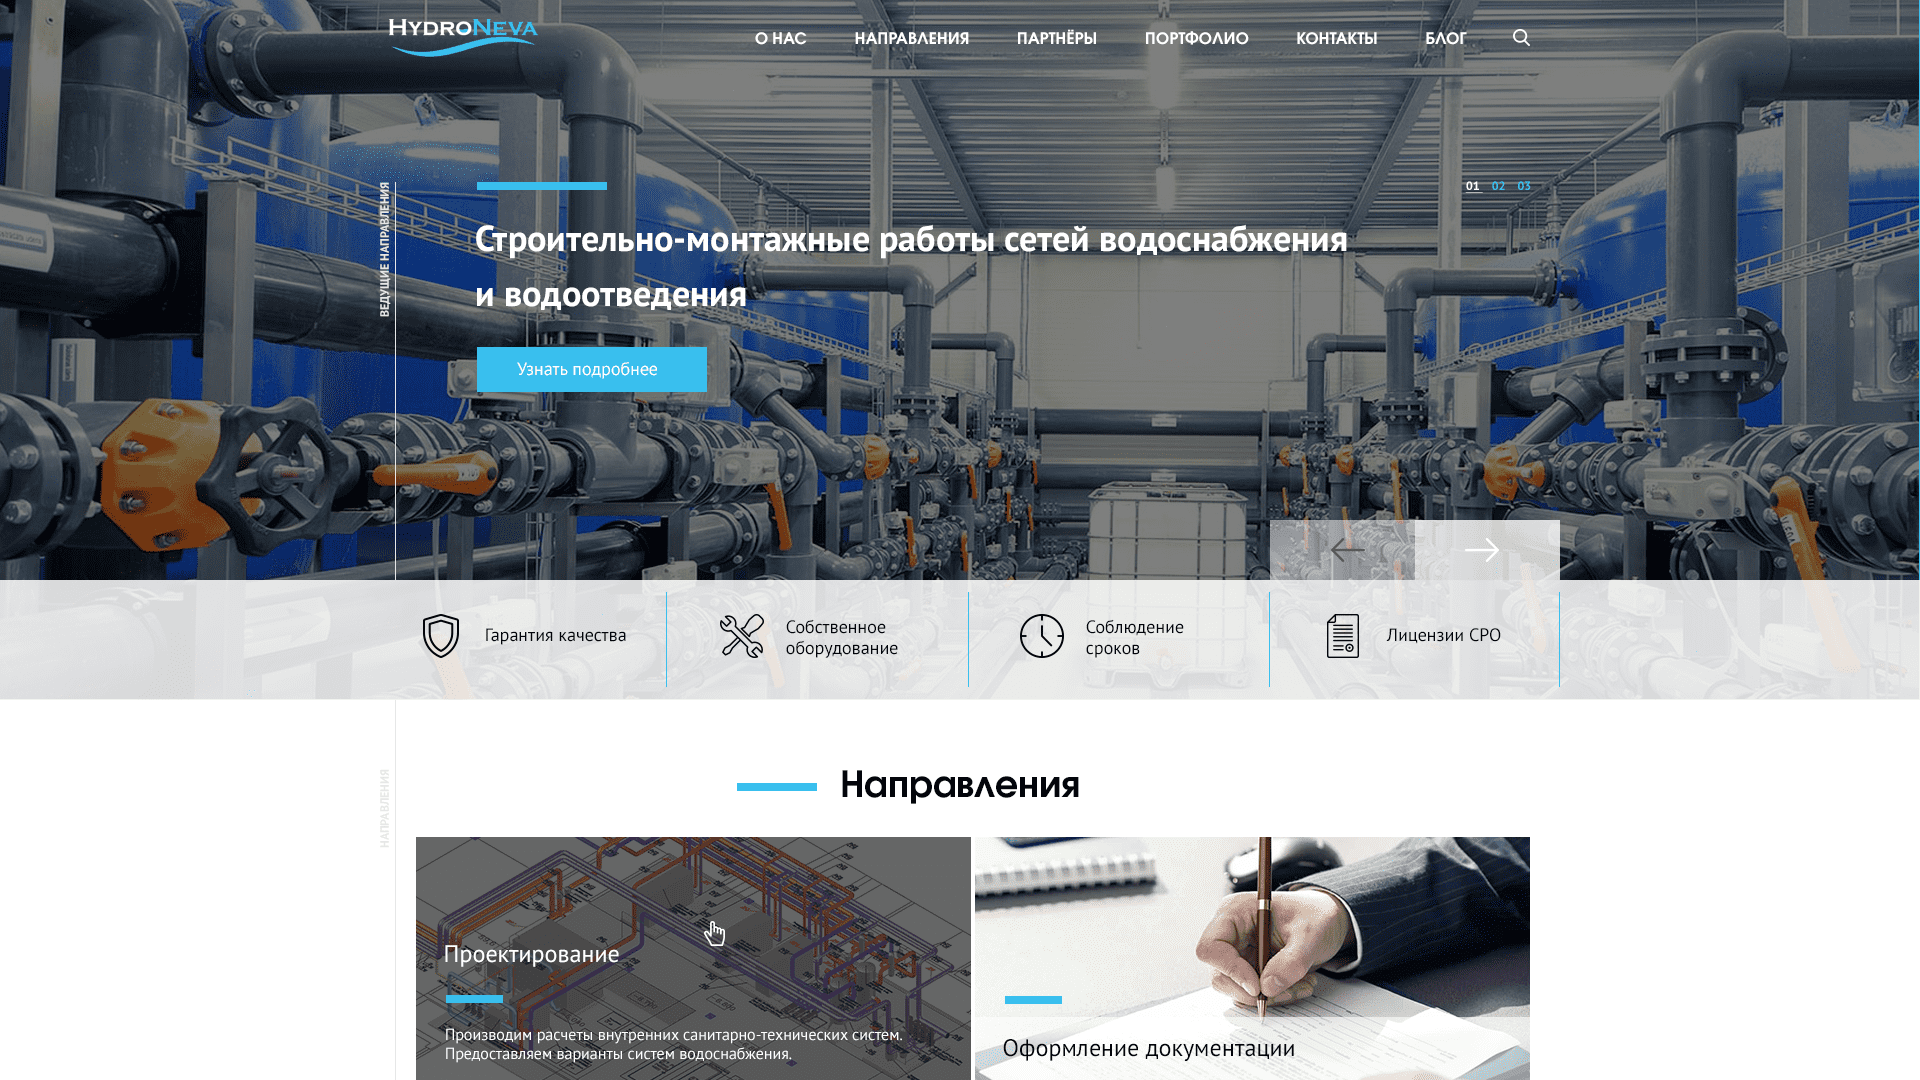 HYDRONEVA
О НАС
НАПРАВЛЕНИЯ
ПАРТНЁРЫ
ПОРТФОЛИО
КОНТАКТЫ
БЛОГ
ВЕДУЩИЕ НАПРАВЛЕНИЯ
01 02 03
Строительно-монтажные работы сетей водоснабжения
и водоотведения
Узнать подробнее
Гарантия качества
Собственное
оборудование
Соблюдение
сроков
Лицензии СРО
НАПРАВЛЕНИЯ
Направления
Проектирование
Производим расчеты внутренних санитарно-технических систем.
Предоставляем варианты систем водоснабжения.
Оформление документации